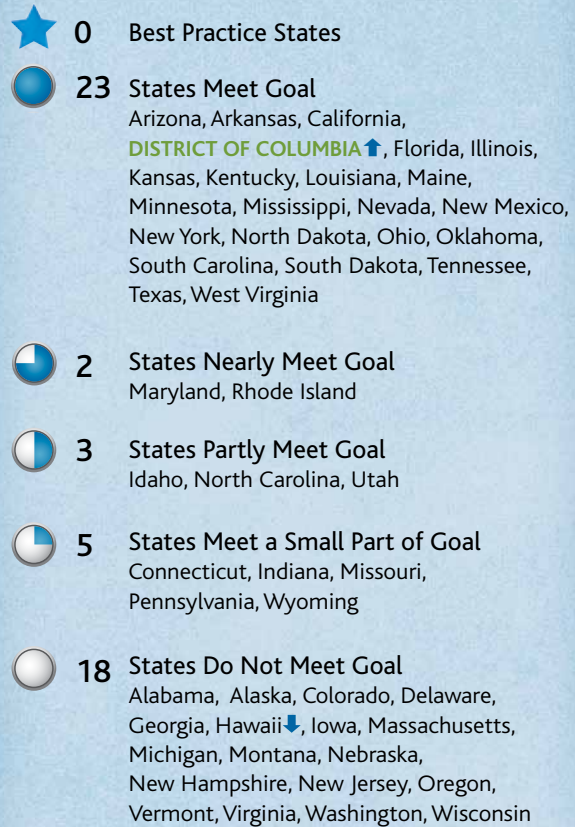 0 Best Practice States
23 States Meet Goal
Arizona, Arkansas, California,
DISTRICT OF COLUMBIA⬆, Florida, Illinois,
Kansas, Kentucky, Louisiana, Maine,
Minnesota, Mississippi, Nevada, New Mexico,
New York, North Dakota, Ohio, Oklahoma,
South Carolina, South Dakota, Tennessee,
Texas, West Virginia
2 States Nearly Meet Goal
Maryland, Rhode Island
3 States Partly Meet Goal
Idaho, North Carolina, Utah
5 States Meet a Small Part of Goal
Connecticut, Indiana, Missouri,
Pennsylvania, Wyoming
18 States Do Not Meet Goal
Alabama, Alaska, Colorado, Delaware,
Georgia, Hawaii⬇, Iowa, Massachusetts,
Michigan, Montana, Nebraska,
New Hampshire, New Jersey, Oregon,
Vermont, Virginia, Washington, Wisconsin